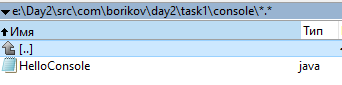 e:\Day2\src\com\borikov\day2\task1\console\*.*
Имя Тип
[..]
HelloConsole java